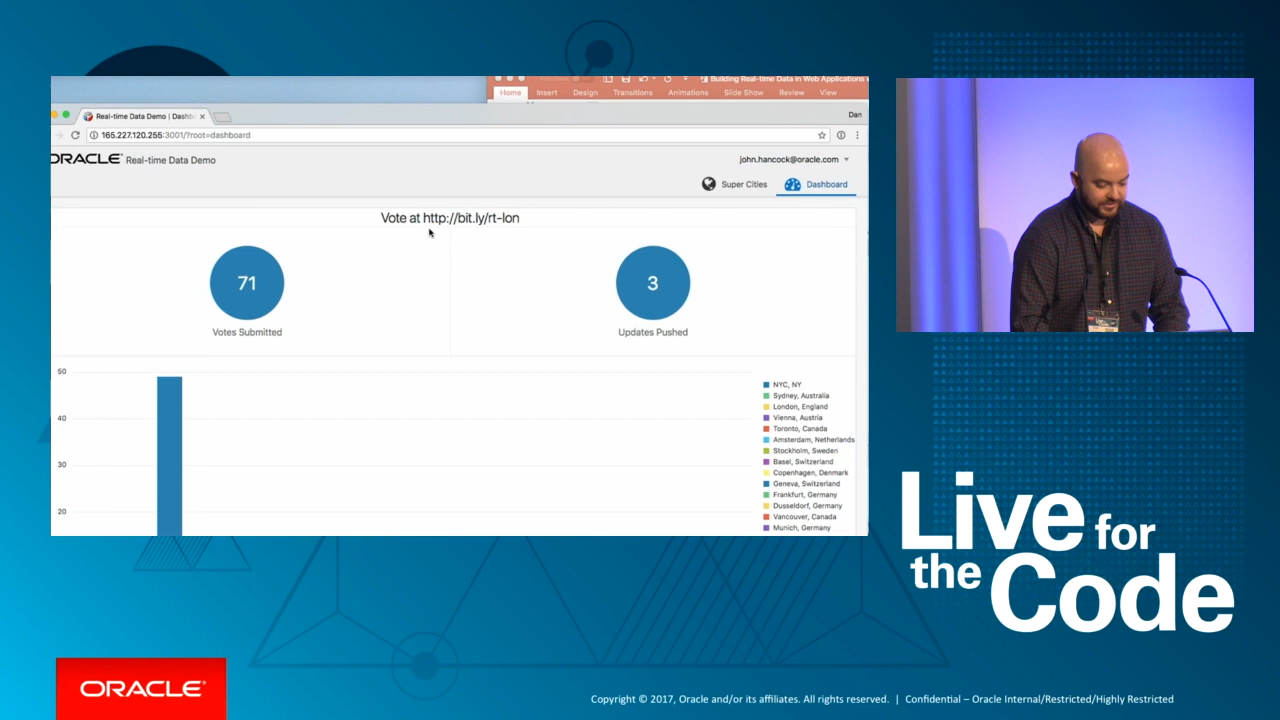 Building Real-time Data in Web Applications
Home Insert Design Transitions Animations Slide Show Review View
Real-time Data Demo | Dashb
Dan
165.227.120.255:3001/?root=dashboard
ORACLE Real-time Data Demo
john.hancock@oracle.com
Super Cities
Dashboard
Vote at http://bit.ly/rt-lon
71
3
Votes Submitted
Updates Pushed
50
40
30
20
NYC, NY
Sydney, Australia
London, England
Vienna, Austria
Toronto, Canada
Amsterdam, Netherlands
Stockholm, Sweden
Basel, Switzerland
Copenhagen, Denmark
Geneva, Switzerland
Frankfurt, Germany
Dusseldorf, Germany
Vancouver, Canada
Munich, Germany
Live for
the Code
ORACLE®
Copyright © 2017, Oracle and/or its affiliates. All rights reserved. | Confidential – Oracle Internal/Restricted/Highly Restricted